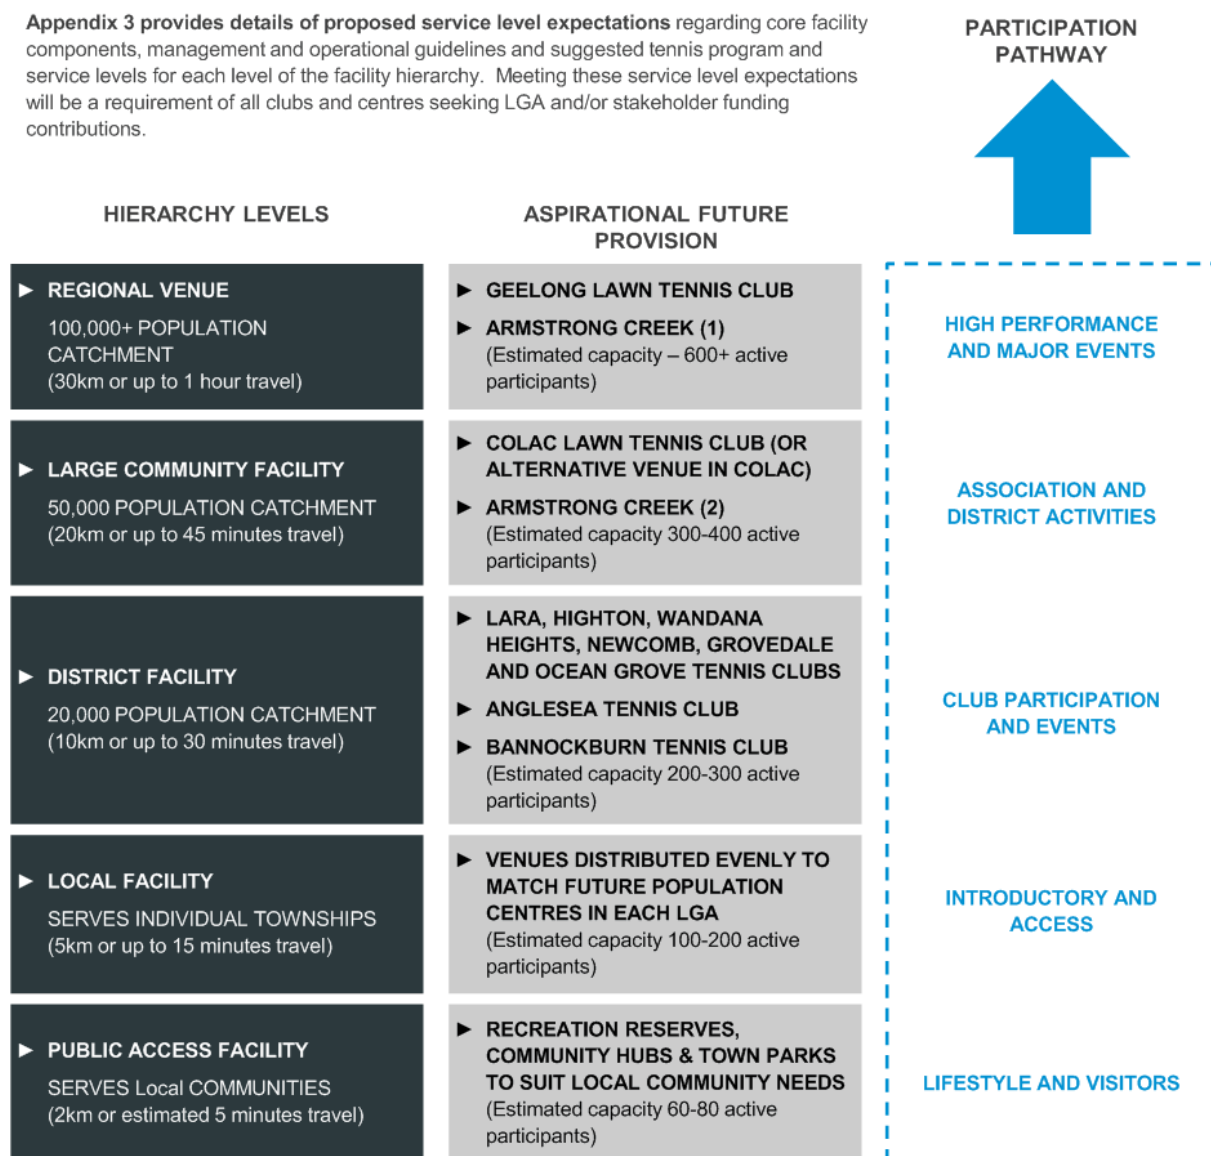 Appendix 3 provides details of proposed service level expectations regarding core facility
components, management and operational guidelines and suggested tennis program and
service levels for each level of the facility hierarchy.  Meeting these service level expectations
will be a requirement of all clubs and centres seeking LGA and/or stakeholder funding
contributions.
PARTICIPATION
PATHWAY
HIERARCHY LEVELS
ASPIRATIONAL FUTURE
PROVISION
► REGIONAL VENUE
100,000+ POPULATION
CATCHMENT
(30km or up to 1 hour travel)
► GEELONG LAWN TENNIS CLUB
► ARMSTRONG CREEK (1)
(Estimated capacity – 600+ active
participants)
HIGH PERFORMANCE
AND MAJOR EVENTS
► LARGE COMMUNITY FACILITY
50,000 POPULATION CATCHMENT
(20km or up to 45 minutes travel)
► COLAC LAWN TENNIS CLUB (OR
ALTERNATIVE VENUE IN COLAC)
► ARMSTRONG CREEK (2)
(Estimated capacity 300-400 active
participants)
ASSOCIATION AND
DISTRICT ACTIVITIES
► DISTRICT FACILITY
20,000 POPULATION CATCHMENT
(10km or up to 30 minutes travel)
► LARA, HIGHTON, WANDANA
HEIGHTS, NEWCOMB, GROVEDALE
AND OCEAN GROVE TENNIS CLUBS
► ANGLESEA TENNIS CLUB
► BANNOCKBURN TENNIS CLUB
(Estimated capacity 200-300 active
participants)
CLUB PARTICIPATION
AND EVENTS
► LOCAL FACILITY
SERVES INDIVIDUAL TOWNSHIPS
(5km or up to 15 minutes travel)
► VENUES DISTRIBUTED EVENLY TO
MATCH FUTURE POPULATION
CENTRES IN EACH LGA
(Estimated capacity 100-200 active
participants)
INTRODUCTORY AND
ACCESS
► PUBLIC ACCESS FACILITY
SERVES Local COMMUNITIES
(2km or estimated 5 minutes travel)
► RECREATION RESERVES,
COMMUNITY HUBS & TOWN PARKS
TO SUIT LOCAL COMMUNITY NEEDS
(Estimated capacity 60-80 active
participants)
LIFESTYLE AND VISITORS